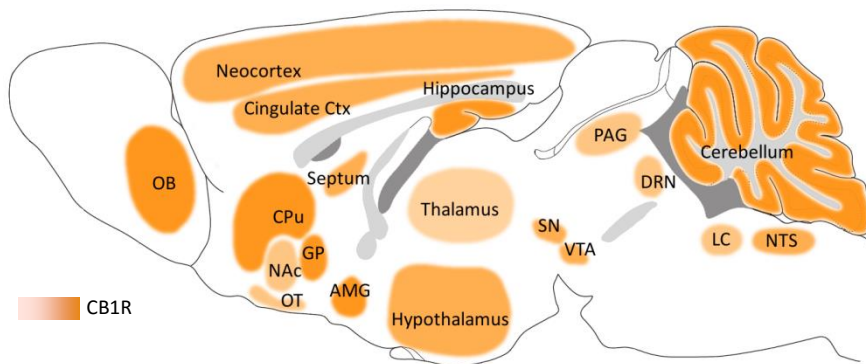 Neocortex
Hippocampus
Cingulate Ctx
PAG
Cerebellum
OB
Septum
DRN
CPu
Thalamus
SN
GP
VTA
LC
NTS
NAc
AMG
OT
CB1R
Hypothalamus